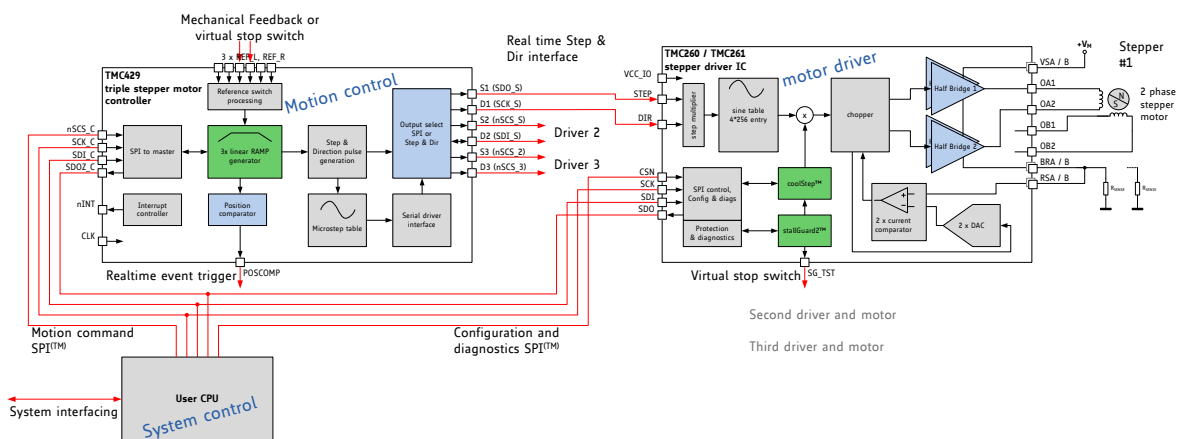 Mechanical Feedback or
virtual stop switch
Real time Step &
Dir interface
3 x REF_L, REF_R
TMC429
triple stepper motor
controller
Reference switch
processing
Motion control
nSCS_C
SCK_C
SDI_C
SDOZ_C
nINT
CLK
SPI to master
3x linear RAMP
generator
Step &
Direction pulse
generation
Output select
SPI or
Step & Dir
Interrupt
controller
Position
comparator
Microstep table
Serial driver
interface
S1 (SDO_S)
D1 (SCK_S)
S2 (nSCS_S)
D2 (SDI_S)
S3 (nSCS_2)
D3 (nSCS_3)
Driver 2
Driver 3
POSCOMP
Realtime event trigger
TMC260 / TMC261
stepper driver IC
motor driver
VCC_IO
STEP
DIR
CSN
SCK
SDI
SDO
step multiplier
sine table
4*256 entry
x
chopper
Half Bridge 1
Half Bridge 2
SPI control,
Config & diags
Protection
& diagnostics
coolStep™
stallGuard2™
2 x current
comparator
2 x DAC
SG_TST
Virtual stop switch
+VM
VSA / B
OA1
OA2
OB1
OB2
BRA / B
RSA / B
RSENSE
RSENSE
Stepper
#1
N
S
2 phase
stepper
motor
Second driver and motor
Third driver and motor
Motion command
SPI(TM)
Configuration and
diagnostics SPI(TM)
User CPU
System control
System interfacing